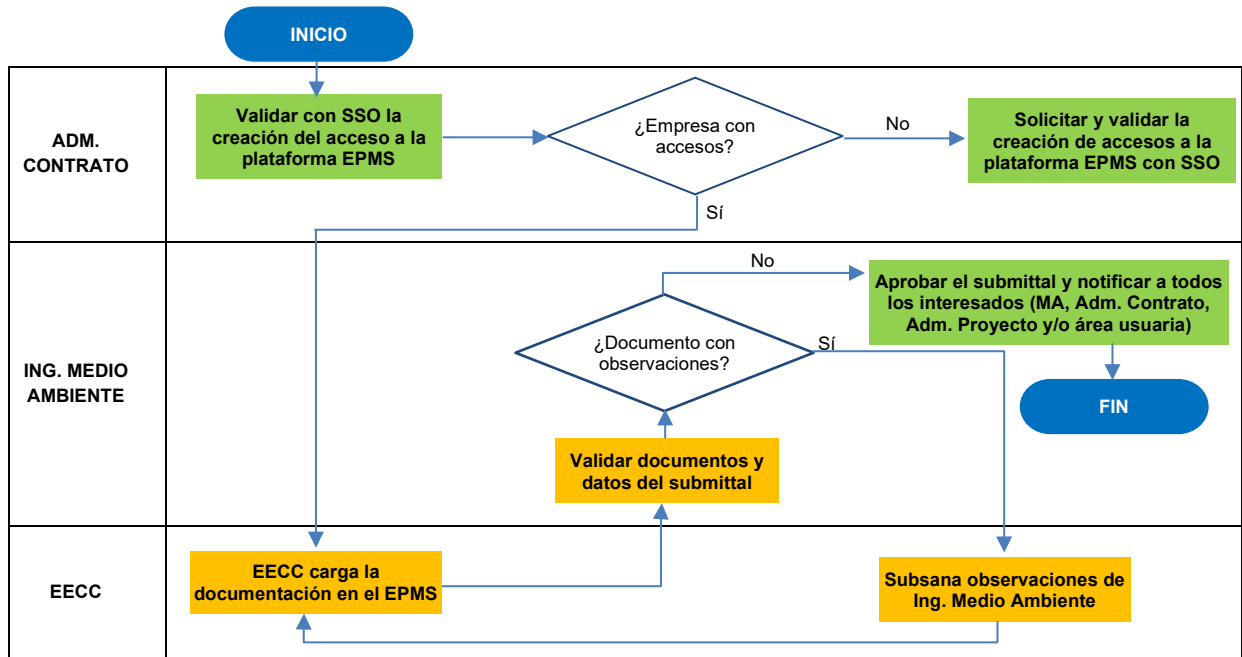 INICIO
ADM.
CONTRATO
Validar con SSO la
creación del acceso a la
plataforma EPMS
¿Empresa con
accesos?
No
Solicitar y validar la
creación de accesos a la
plataforma EPMS con SSO
Sí
ING. MEDIO
AMBIENTE
¿Documento con
observaciones?
No
Aprobar el submittal y notificar a todos
los interesados (MA, Adm. Contrato,
Adm. Proyecto y/o área usuaria)
Sí
FIN
Validar documentos y
datos del submittal
EECC
EECC carga la
documentación en el EPMS
Subsana observaciones de
Ing. Medio Ambiente